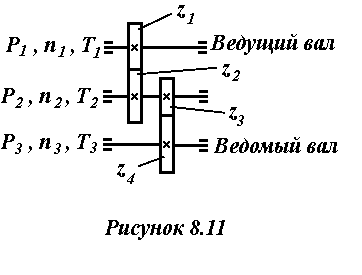 z1
P1 , n1 , T1 Ведущий вал
z2
P2 , n2 , T2
z3
P3 , n3 , T3 Ведомый вал
z4
Рисунок 8.11